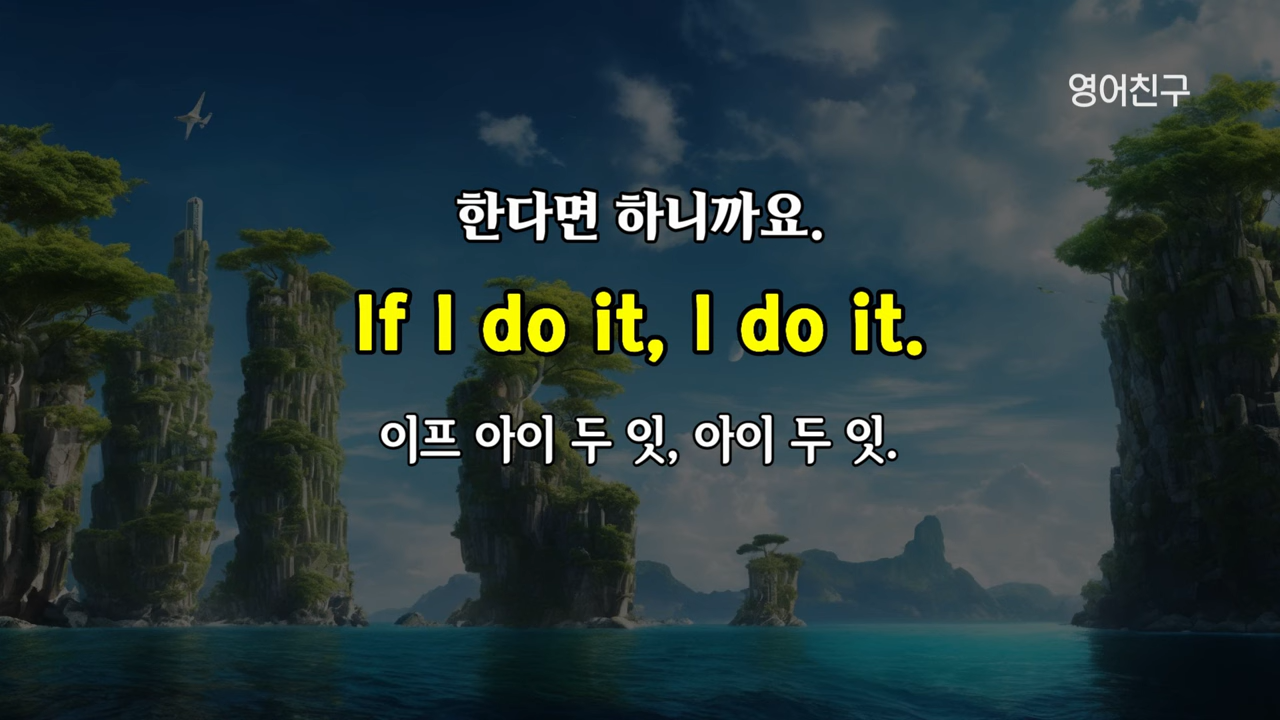 영어친구
한다면 하니까요.
If I do it, I do it.
이프 아이 두 잇, 아이 두 잇.